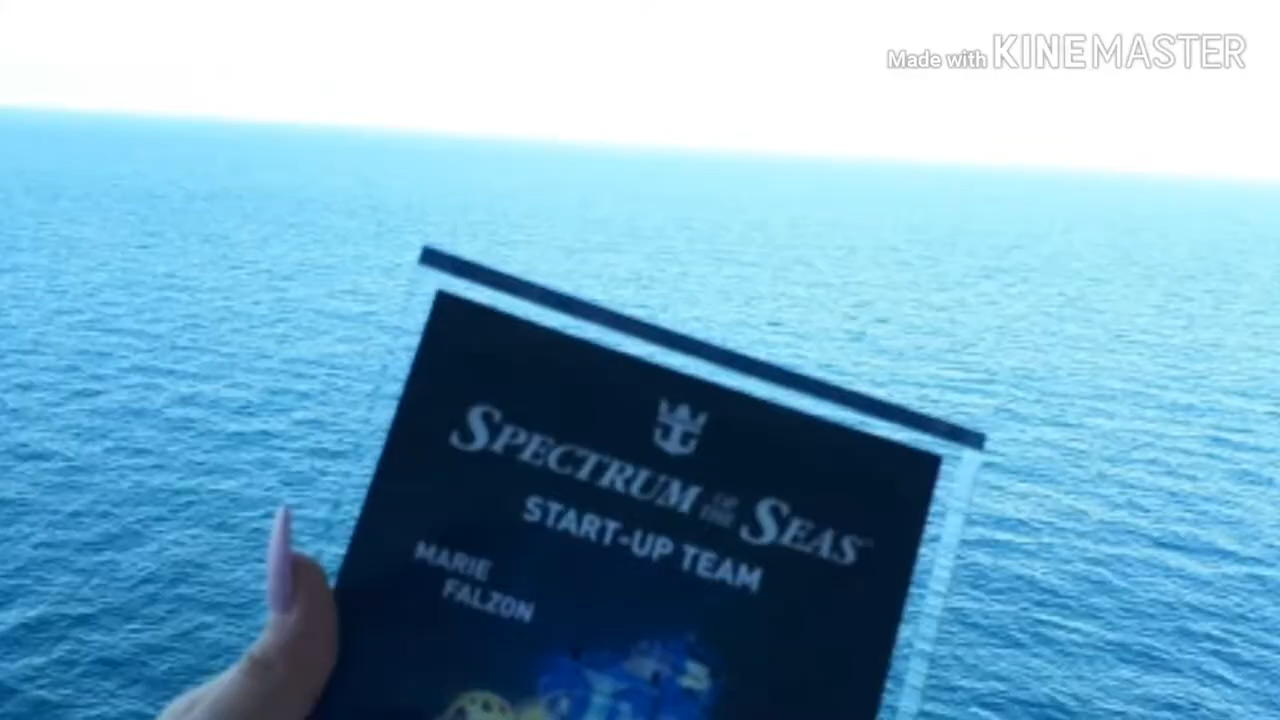 Made with KINEMASTER
SPECTRUM OF THE SEAS
START-UP TEAM
MARIE
FALZON